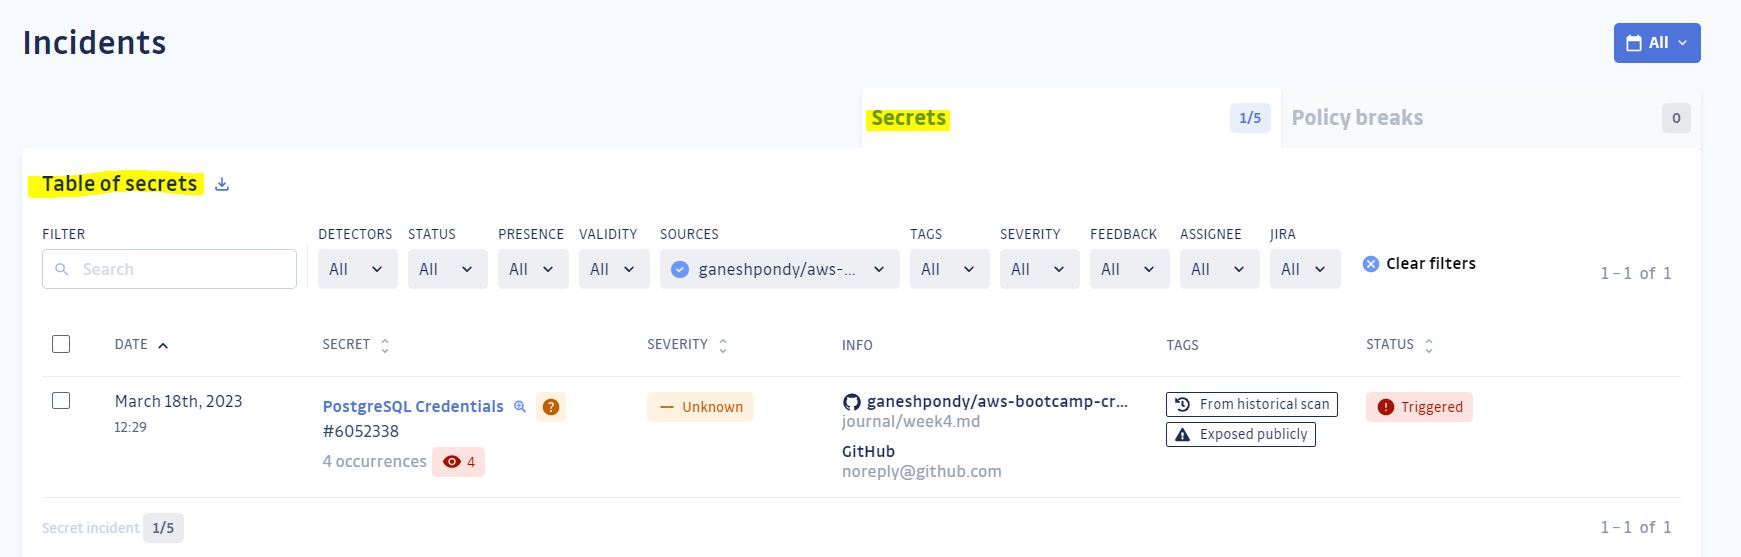 Incidents
All
Secrets 1/5 Policy breaks 0
Table of secrets
FILTER DETECTORS STATUS PRESENCE VALIDITY SOURCES TAGS SEVERITY FEEDBACK ASSIGNEE JIRA
Search All All All All ganeshpondy/aws-... All All All All All Clear filters 1-1 of 1
DATE SECRET SEVERITY INFO TAGS STATUS
March 18th, 2023 PostgreSQL Credentials ? Unknown ganeshpondy/aws-bootcamp-cr... From historical scan Triggered
12:29 #6052338 journal/week4.md Exposed publicly
4 occurrences 4 GitHub
noreply@github.com
Secret incident 1/5 1-1 of 1